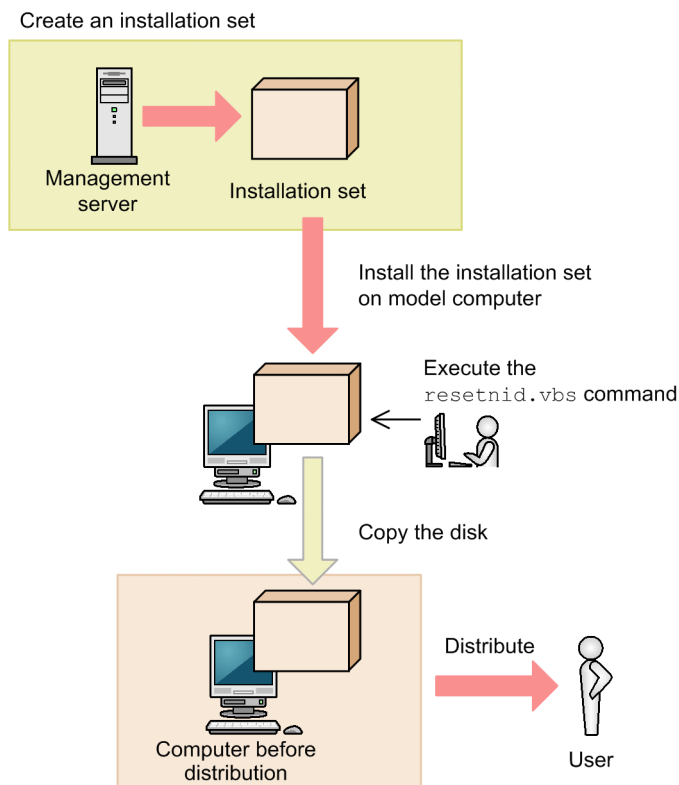 Create an installation set
Management
server
Installation set
Install the installation set
on model computer
Execute the
resetnid.vbs command
Copy the disk
Distribute
Computer before
distribution
User